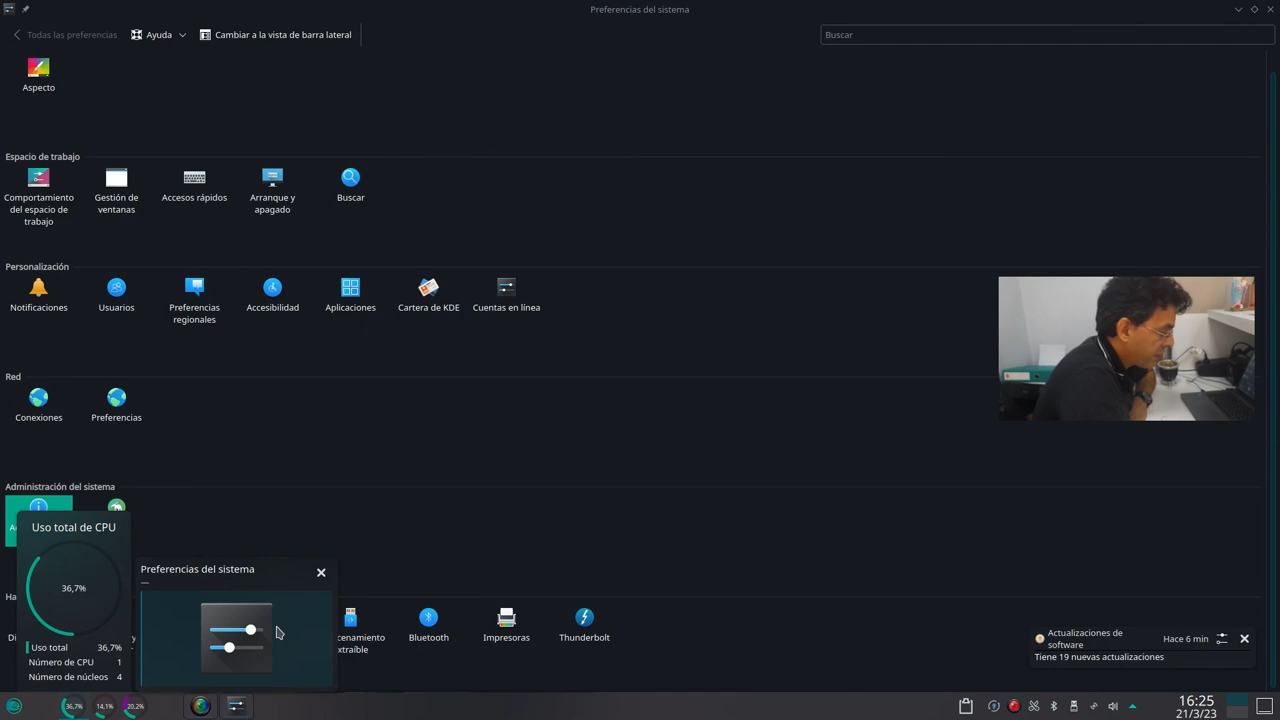 Preferencias del sistema
Todas las preferencias
Ayuda
Cambiar a la vista de barra lateral
Buscar
Aspecto
Espacio de trabajo
Comportamiento
del espacio de
trabajo
Gestión de
ventanas
Accesos rápidos
Arranque y
apagado
Buscar
Personalización
Notificaciones
Usuarios
Preferencias
regionales
Accesibilidad
Aplicaciones
Cartera de KDE
Cuentas en línea
Red
Conexiones
Preferencias
Administración del sistema
Uso total de CPU
36,7%
Uso total 36,7%
Número de CPU 1
Número de núcleos 4
Preferencias del sistema
—
Bluetooth
Impresoras
Thunderbolt
Actualizaciones de
software
Hace 6 min
Tiene 19 nuevas actualizaciones
36,7%
14,1%
20,2%
16:25
21/3/23